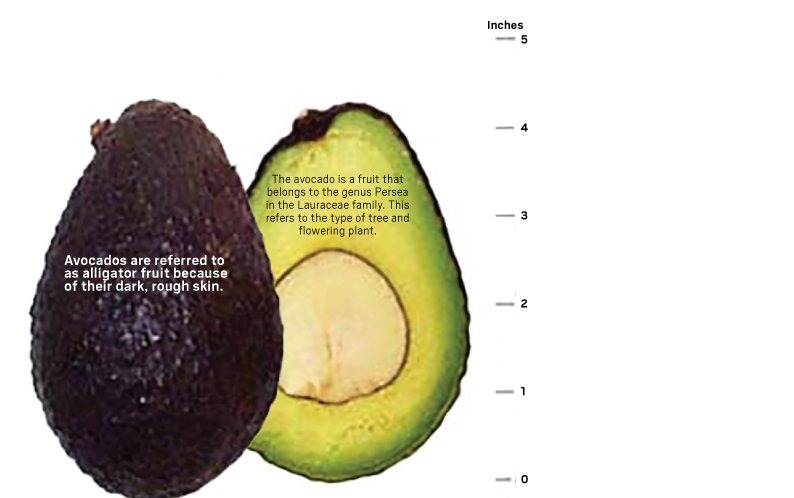 Inches
5
4
The avocado is a fruit that
belongs to the genus Persea
in the Lauraceae family. This
refers to the type of tree and
flowering plant.
3
Avocados are referred to
as alligator fruit because
of their dark, rough skin.
2
1
0